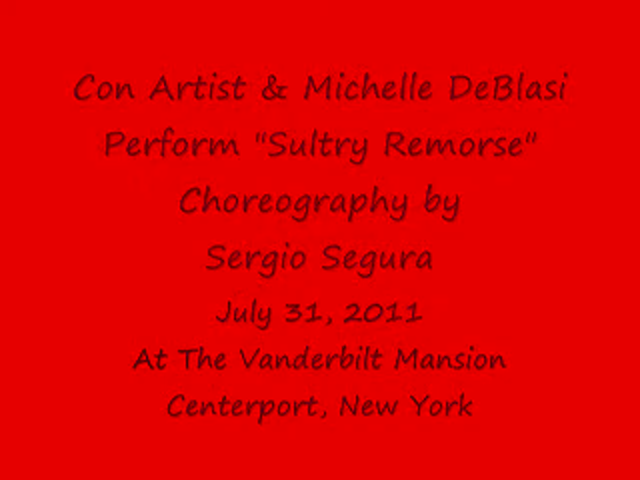 Con Artist & Michelle DeBlasi
Perform "Sultry Remorse"
Choreography by
Sergio Segura
July 31, 2011
At The Vanderbilt Mansion
Centerport, New York